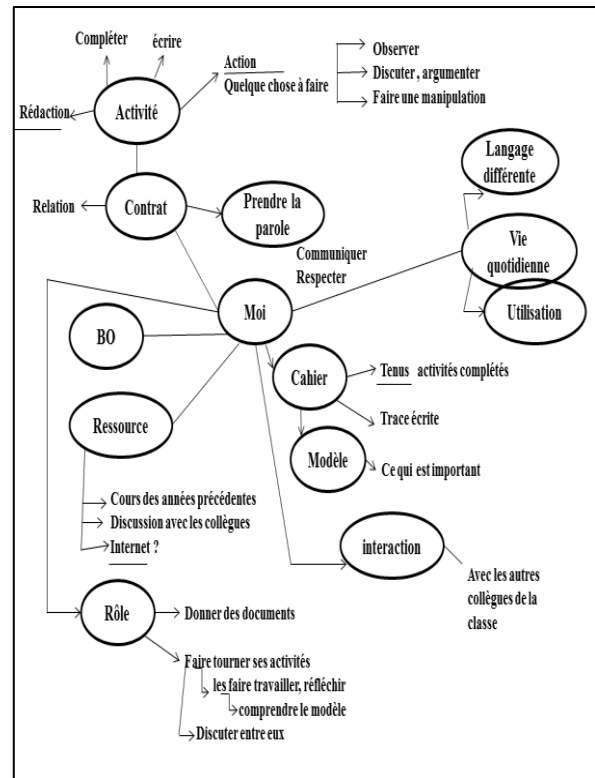 Compléter
écrire
Action
Quelque chose à faire
Observer
Discuter , argumenter
Faire une manipulation
Rédaction
Activité
Langage
différente
Relation
Contrat
Prendre la
parole
Communiquer
Respecter
Vie
quotidienne
Utilisation
Moi
BO
Cahier
Tenus activités complétés
Trace écrite
Ressource
Modèle
Ce qui est important
Cours des années précédentes
Discussion avec les collègues
Internet ?
interaction
Avec les autres
collègues de la
classe
Rôle
Donner des documents
Faire tourner ses activités
les faire travailler, réfléchir
comprendre le modèle
Discuter entre eux